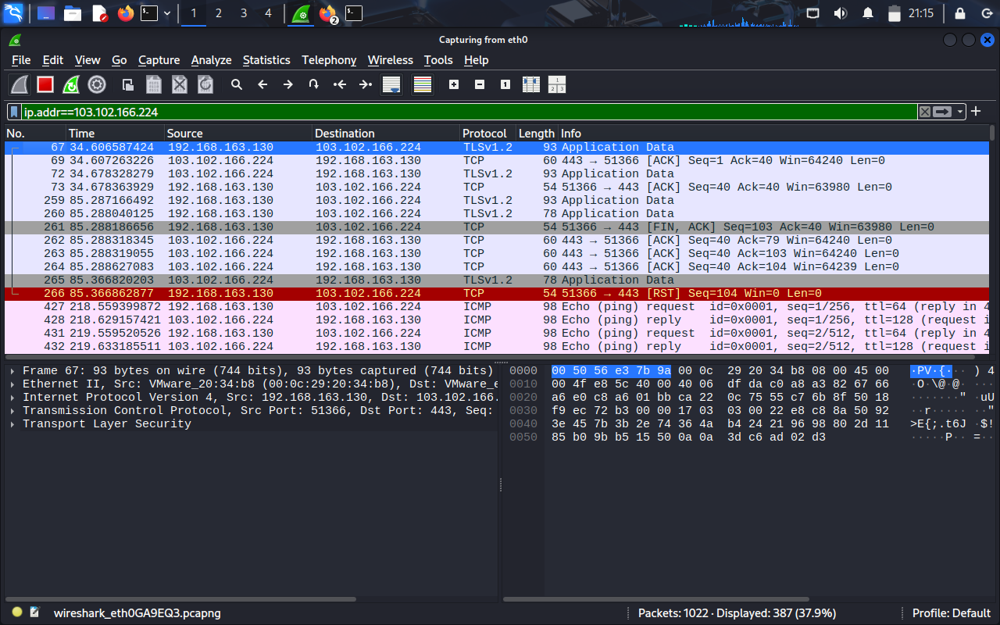 1 2 3 4 2 21:15
Capturing from eth0
File Edit View Go Capture Analyze Statistics Telephony Wireless Tools Help
ip.addr==103.102.166.224
No. Time Source Destination Protocol Length Info
67 34.606587424 192.168.163.130 103.102.166.224 TLSv1.2 93 Application Data
69 34.607263226 103.102.166.224 192.168.163.130 TCP 60 443 → 51366 [ACK] Seq=1 Ack=40 Win=64240 Len=0
72 34.678328279 103.102.166.224 192.168.163.130 TLSv1.2 93 Application Data
73 34.678363929 192.168.163.130 103.102.166.224 TCP 54 51366 → 443 [ACK] Seq=40 Ack=40 Win=63980 Len=0
259 85.287166492 192.168.163.130 103.102.166.224 TLSv1.2 93 Application Data
260 85.288040125 192.168.163.130 103.102.166.224 TLSv1.2 78 Application Data
261 85.288186656 192.168.163.130 103.102.166.224 TCP 54 51366 → 443 [FIN, ACK] Seq=103 Ack=40 Win=63980 Len=0
262 85.288318345 103.102.166.224 192.168.163.130 TCP 60 443 → 51366 [ACK] Seq=40 Ack=79 Win=64240 Len=0
263 85.288319055 103.102.166.224 192.168.163.130 TCP 60 443 → 51366 [ACK] Seq=40 Ack=103 Win=64240 Len=0
264 85.288627083 103.102.166.224 192.168.163.130 TCP 60 443 → 51366 [ACK] Seq=40 Ack=104 Win=64239 Len=0
265 85.366820203 103.102.166.224 192.168.163.130 TLSv1.2 78 Application Data
266 85.366862877 192.168.163.130 103.102.166.224 TCP 54 51366 → 443 [RST] Seq=104 Win=0 Len=0
427 218.559399872 192.168.163.130 103.102.166.224 ICMP 98 Echo (ping) request id=0x0001, seq=1/256, ttl=64 (reply in 4
428 218.629157421 103.102.166.224 192.168.163.130 ICMP 98 Echo (ping) reply id=0x0001, seq=1/256, ttl=128 (request i
431 219.559520526 192.168.163.130 103.102.166.224 ICMP 98 Echo (ping) request id=0x0001, seq=2/512, ttl=64 (reply in 4
432 219.633185511 103.102.166.224 192.168.163.130 ICMP 98 Echo (ping) reply id=0x0001, seq=2/512, ttl=128 (request i
Frame 67: 93 bytes on wire (744 bits), 93 bytes captured (744 bits)
Ethernet II, Src: VMware_20:34:b8 (00:0c:29:20:34:b8), Dst: VMware_e
Internet Protocol Version 4, Src: 192.168.163.130, Dst: 103.102.166.
Transmission Control Protocol, Src Port: 51366, Dst Port: 443, Seq:
Transport Layer Security
0000 00 50 56 e3 7b 9a 00 0c 29 20 34 b8 08 00 45 00 ·PV·{··· ) 4
0010 00 4f e8 5c 40 00 40 06 df da c0 a8 a3 82 67 66 ·O·\@·@· ····
0020 a6 e0 c8 a6 01 bb ca 22 0c 75 55 c7 6b 8f 50 18 ·······" ·uU
0030 f9 ec 72 b3 00 00 17 03 03 00 22 e8 c8 8a 50 92 ··r····· ··"
0040 3e 45 7b 3b 2e 74 36 4a b4 24 21 96 98 80 2d 11 >E{;.t6J ·$!
0050 85 b0 9b b5 15 50 0a 0a 3d c6 ad 02 d3 ·····P·· =··
wireshark_eth0GA9EQ3.pcapng Packets: 1022 · Displayed: 387 (37.9%) Profile: Default